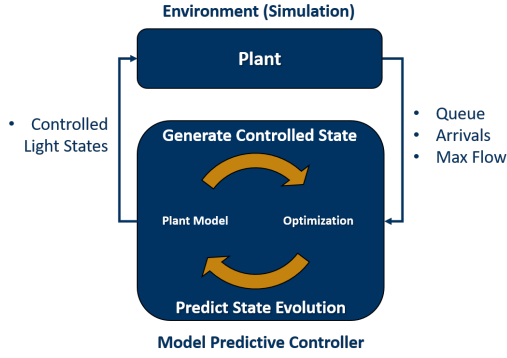 Environment (Simulation)
Plant
• Controlled
Light States
• Queue
• Arrivals
• Max Flow
Generate Controlled State
Plant Model
Optimization
Predict State Evolution
Model Predictive Controller